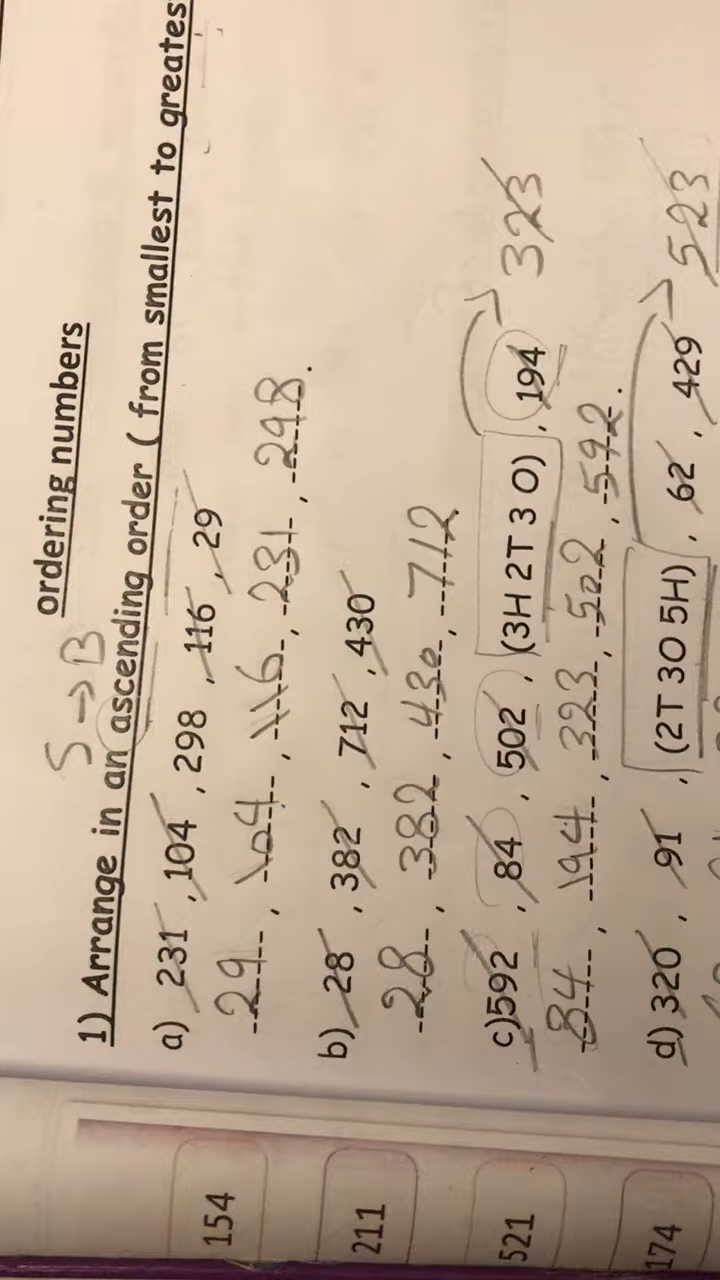 ordering numbers
S → B
1) Arrange in an ascending order ( from smallest to greates
a) 231 , 104 , 298 , 116 , 29
29 , 104 , 116 , 231 , 298 .
b) 28 , 382 , 712 , 430
28 , 382 , 430 , 712
c)592 , 84 , 502 , (3H 2T 3 O) , 194 323
84 , 194 , 323 , 502 , 592 .
d) 320 , 91 , (2T 3O 5H) , 62 , 429 523
154
211
521
174